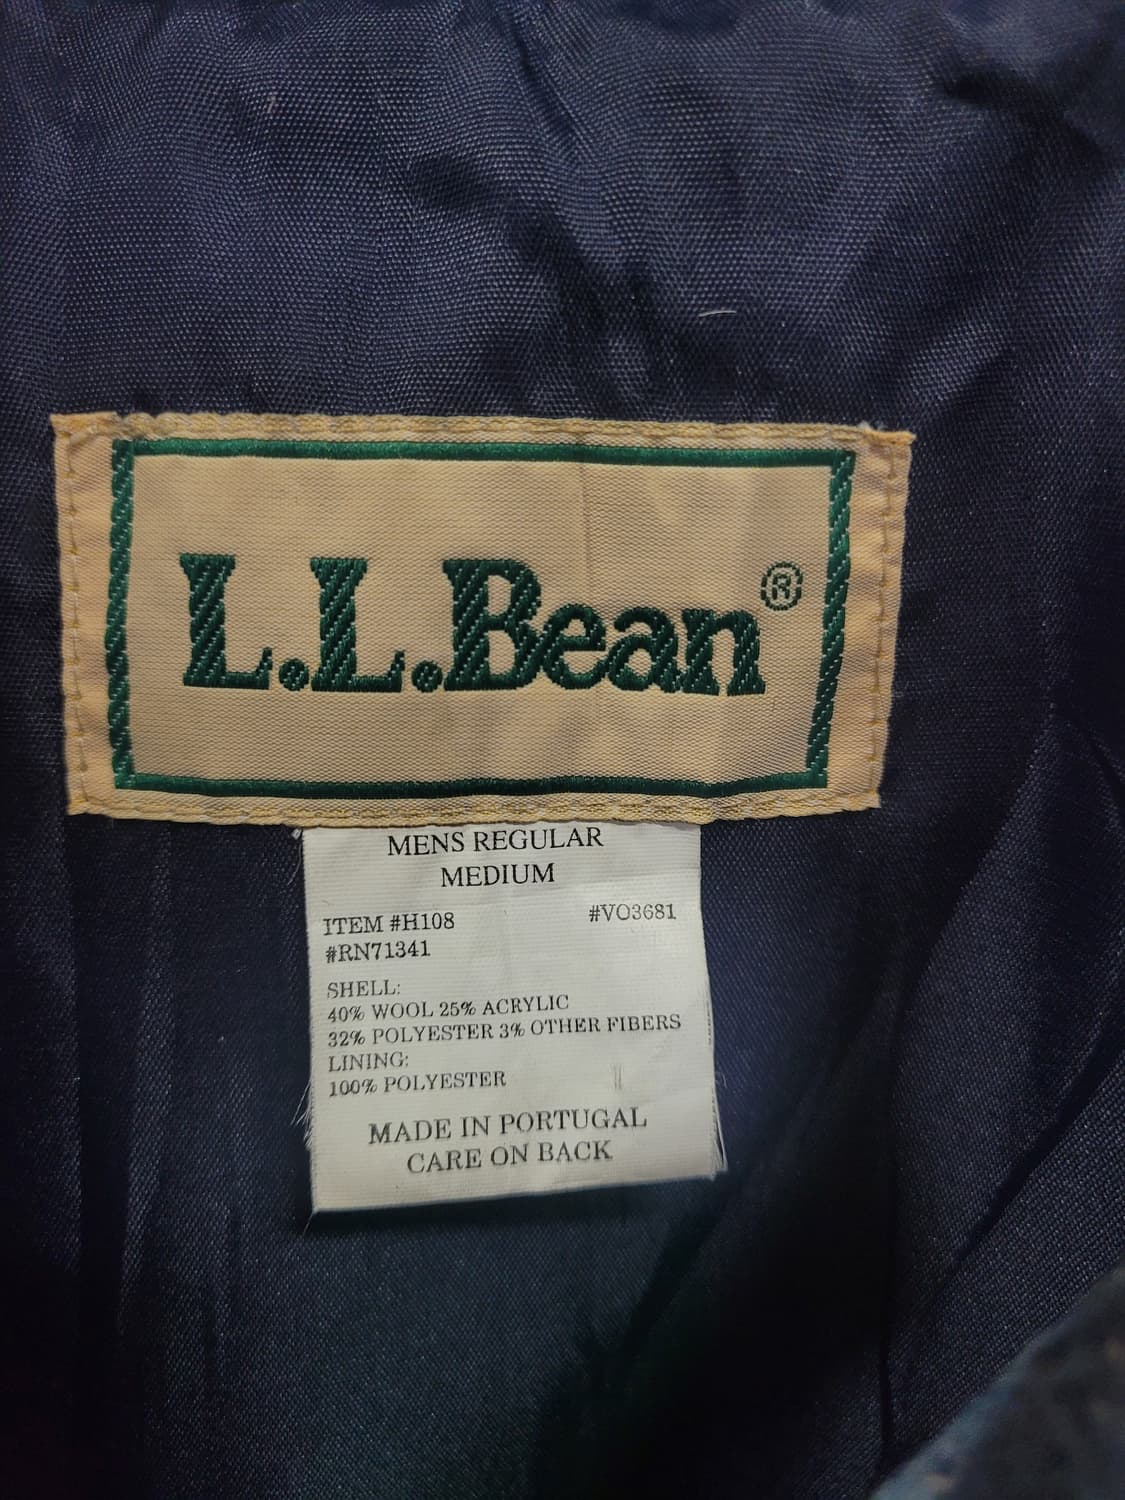 L.L.Bean®
MENS REGULAR
MEDIUM
ITEM #H108 #VO3681
#RN71341
SHELL:
40% WOOL 25% ACRYLIC
32% POLYESTER 3% OTHER FIBERS
LINING:
100% POLYESTER
MADE IN PORTUGAL
CARE ON BACK